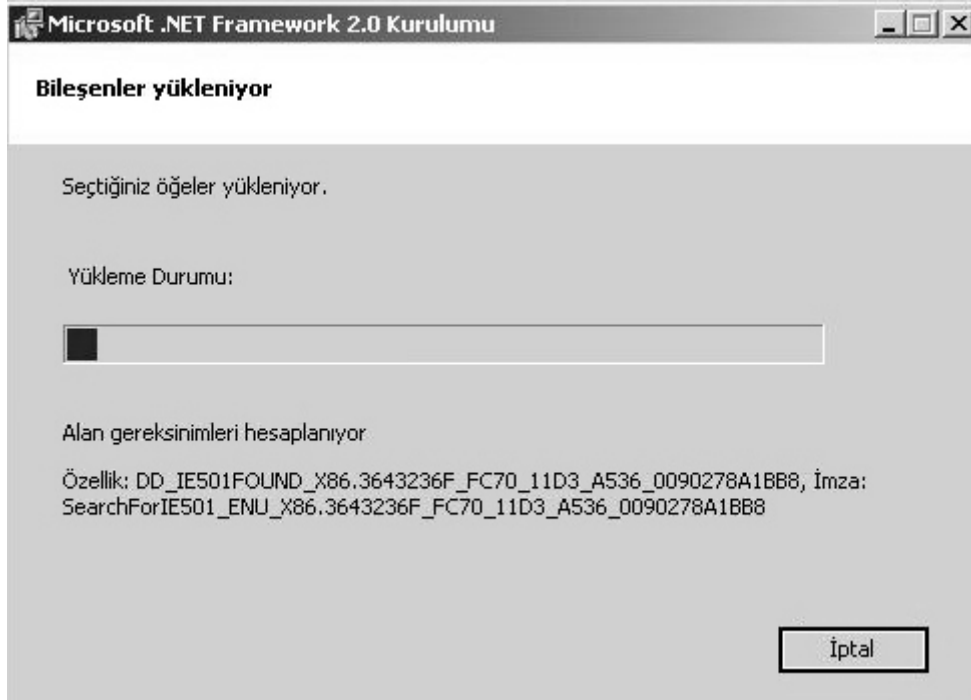 Microsoft .NET Framework 2.0 Kurulumu
Bileşenler yükleniyor
Seçtiğiniz öğeler yükleniyor.
Yükleme Durumu:
Alan gereksinimleri hesaplanıyor
Özellik: DD_IE501FOUND_X86.3643236F_FC70_11D3_A536_0090278A1BB8, İmza:
SearchForIE501_ENU_X86.3643236F_FC70_11D3_A536_0090278A1BB8
İptal